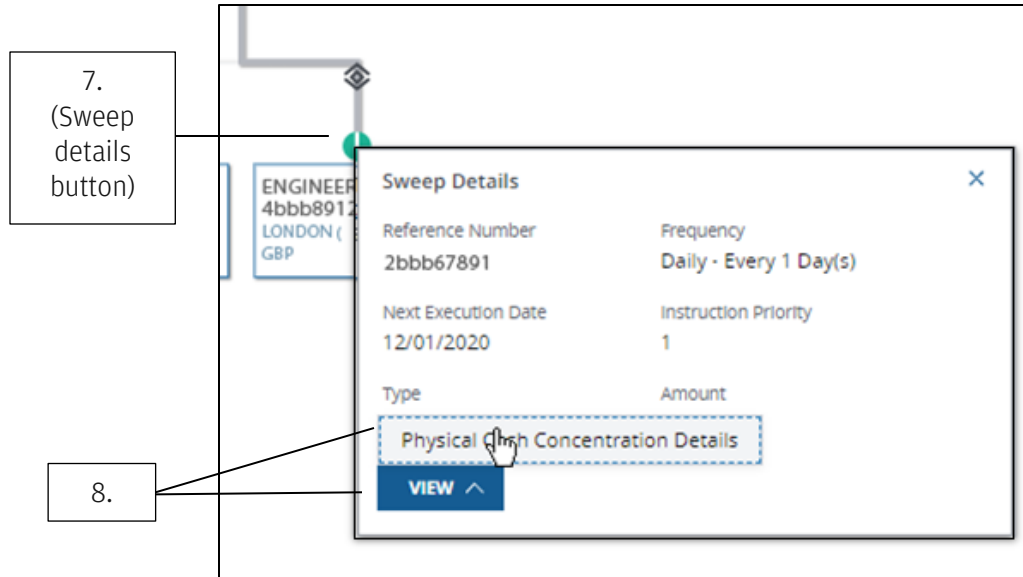 7.
(Sweep
details
button)
ENGINEER
4bbb8912
LONDON (
GBP
Sweep Details
Reference Number Frequency
2bbb67891 Daily - Every 1 Day(s)
Next Execution Date Instruction Priority
12/01/2020 1
Type Amount
Physical Cash Concentration Details
VIEW
8.